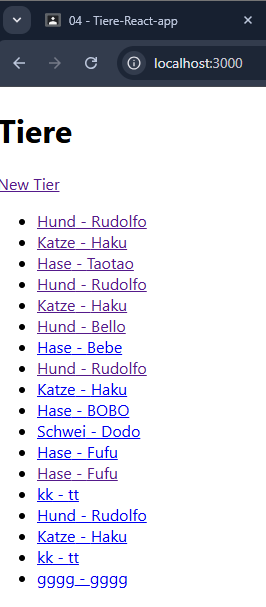 04 - Tiere-React-app
localhost:3000
Tiere
New Tier
Hund - Rudolfo
Katze - Haku
Hase - Taotao
Hund - Rudolfo
Katze - Haku
Hund - Bello
Hase - Bebe
Hund - Rudolfo
Katze - Haku
Hase - BOBO
Schwei - Dodo
Hase - Fufu
Hase - Fufu
kk - tt
Hund - Rudolfo
Katze - Haku
kk - tt
gggg - gggg